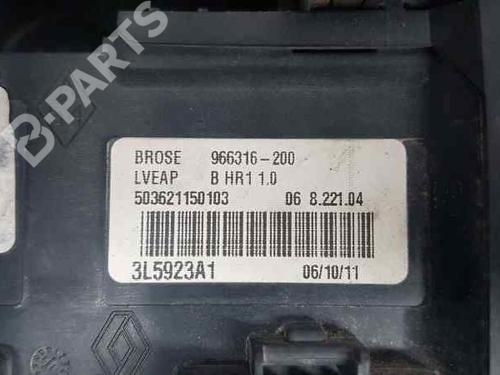 B-PARTS
BROSE 966316-200
LVEAP B HR1 1.0
503621150103 06 8.221.04
3L5923A1 06/10/11